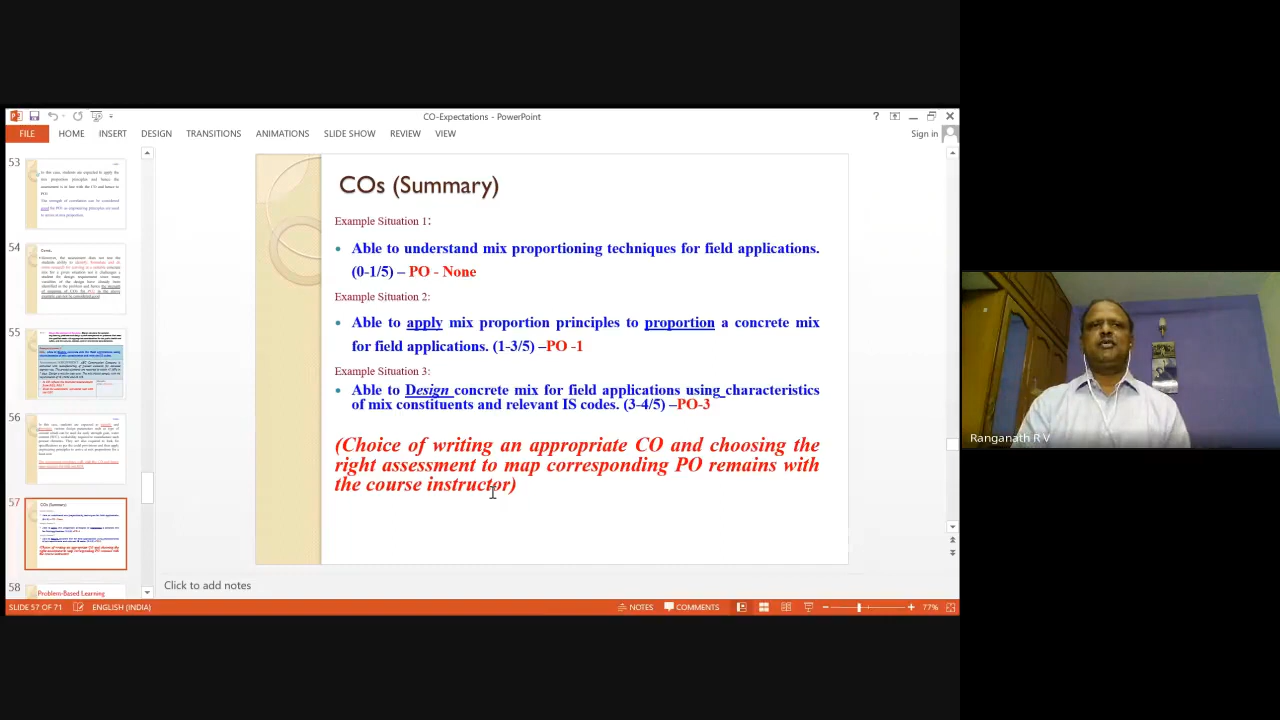 CO-Expectations - PowerPoint
FILE HOME INSERT DESIGN TRANSITIONS ANIMATIONS SLIDE SHOW REVIEW VIEW Sign in
53
54
55
56
57
58
COs (Summary)
Problem-Based Learning
COs (Summary)
Example Situation 1:
Able to understand mix proportioning techniques for field applications.
(0-1/5) – PO - None
Example Situation 2:
Able to apply mix proportion principles to proportion a concrete mix
for field applications. (1-3/5) –PO -1
Example Situation 3:
Able to Design concrete mix for field applications using characteristics
of mix constituents and relevant IS codes. (3-4/5) –PO-3
(Choice of writing an appropriate CO and choosing the
right assessment to map corresponding PO remains with
the course instructor)
Click to add notes
SLIDE 57 OF 71 ENGLISH (INDIA) NOTES COMMENTS 77%
Ranganath R V